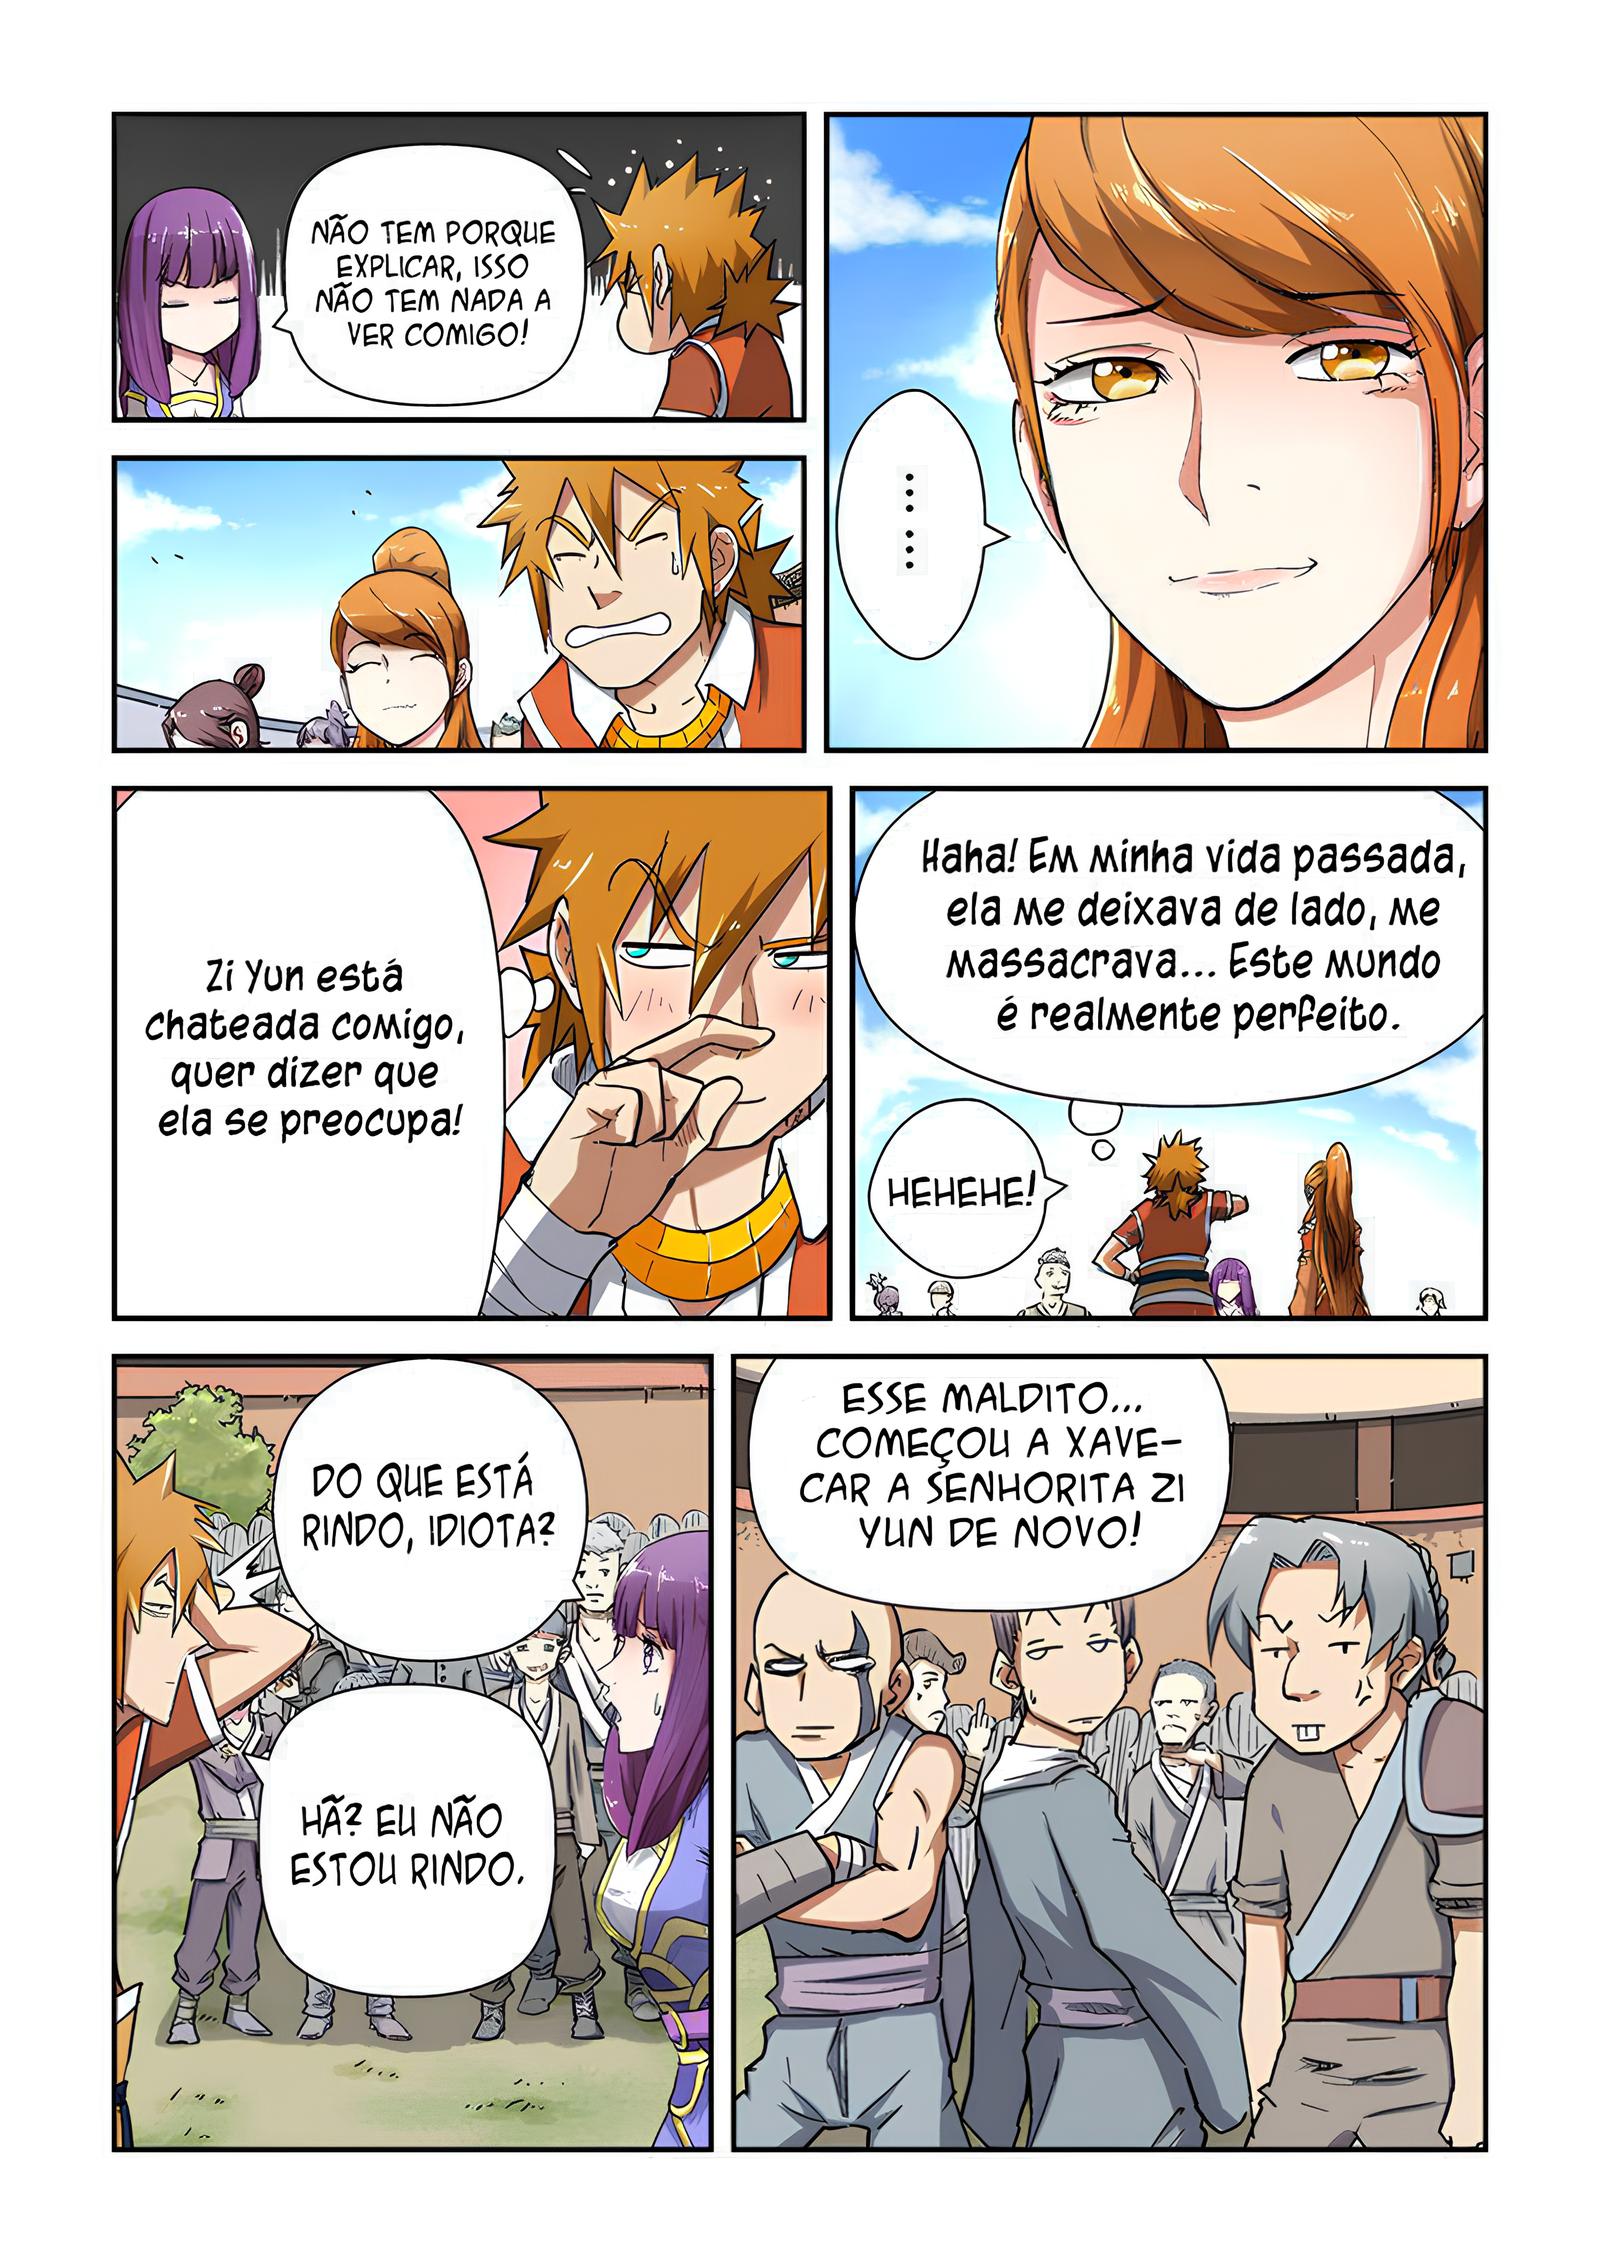 NÃO TEM PORQUE
EXPLICAR, ISSO
NÃO TEM NADA A
VER COMIGO!
......
Zi Yun está
chateada comigo,
quer dizer que
ela se preocupa!
Haha! Em minha vida passada,
ela me deixava de lado, me
massacrava... Este mundo
é realmente perfeito.
HEHEHE!
DO QUE ESTÁ
RINDO, IDIOTA?
HÃ? EU NÃO
ESTOU RINDO.
ESSE MALDITO...
COMEÇOU A XAVE-
CAR A SENHORITA ZI
YUN DE NOVO!